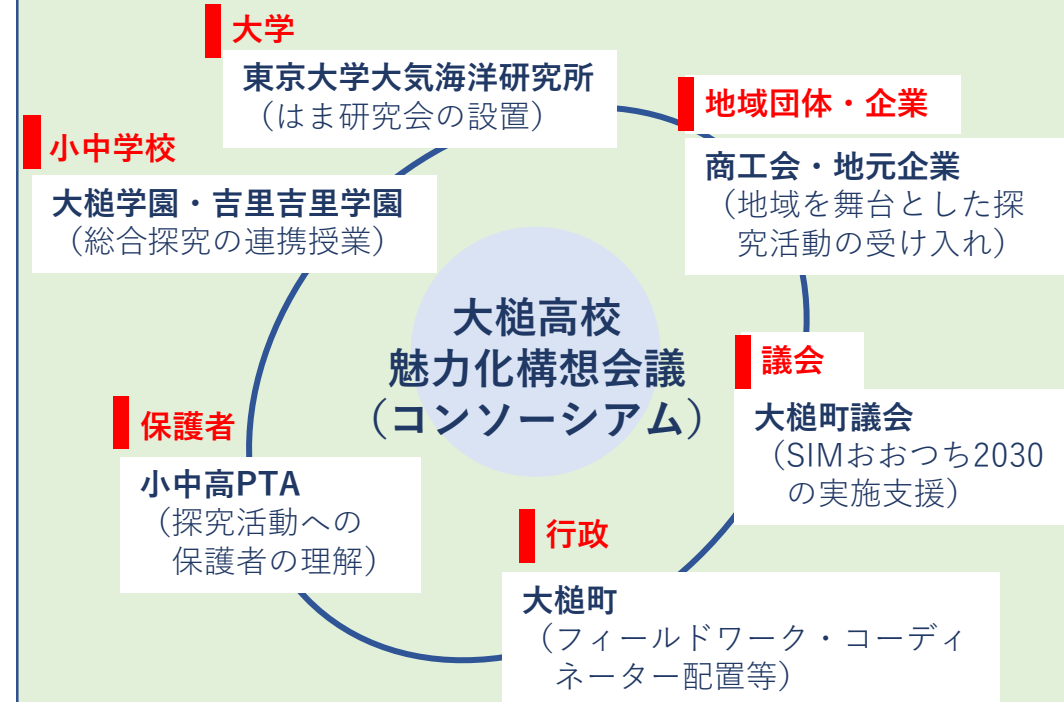 大学
東京大学大気海洋研究所
（はま研究会の設置）
地域団体・企業
商工会・地元企業
（地域を舞台とした探
究活動の受け入れ）
小中学校
大槌学園・吉里吉里学園
（総合探究の連携授業）
大槌高校
魅力化構想会議
（コンソーシアム）
議会
大槌町議会
（SIMおおつち2030
の実施支援）
保護者
小中高PTA
（探究活動への
保護者の理解）
行政
大槌町
（フィールドワーク・コーディ
ネーター配置等）